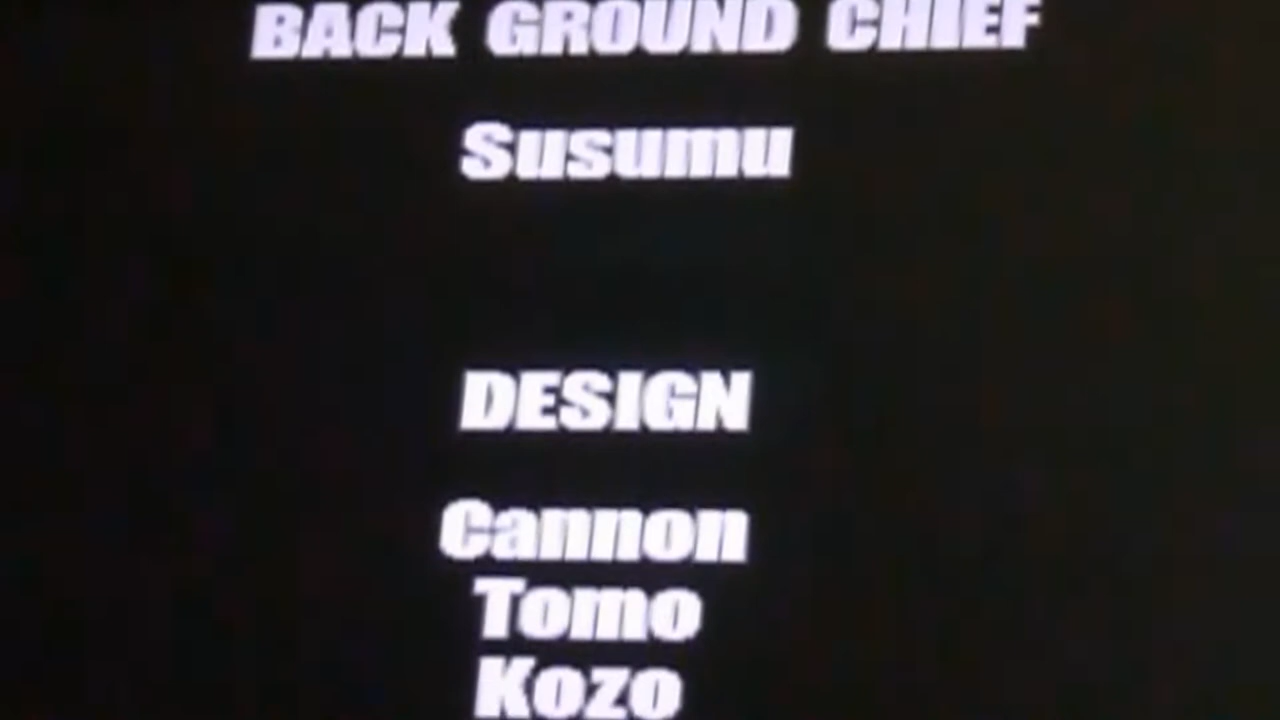 BACK GROUND CHIEF
Susumu
DESIGN
Cannon
Tomo
Kozo